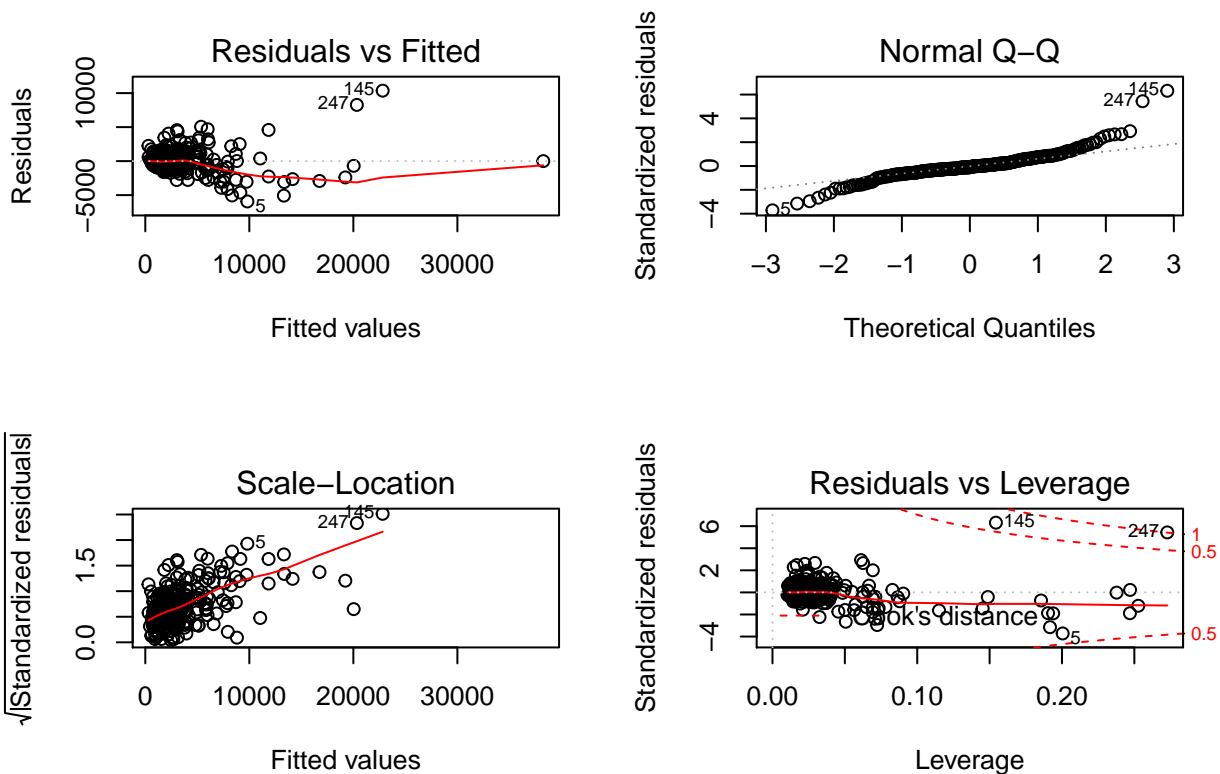 Residuals vs Fitted
Residuals
10000
−5000
145
247
5
0 10000 20000 30000
Fitted values
Normal Q−Q
Standardized residuals
4
0
−4
145
247
5
−3 −2 −1 0 1 2 3
Theoretical Quantiles
Scale−Location
√|Standardized residuals|
1.5
0.0
145
247
5
0 10000 20000 30000
Fitted values
Residuals vs Leverage
Standardized residuals
6
2
−4
145
247
1
0.5
ok's distance
5
0.5
0.00 0.10 0.20
Leverage